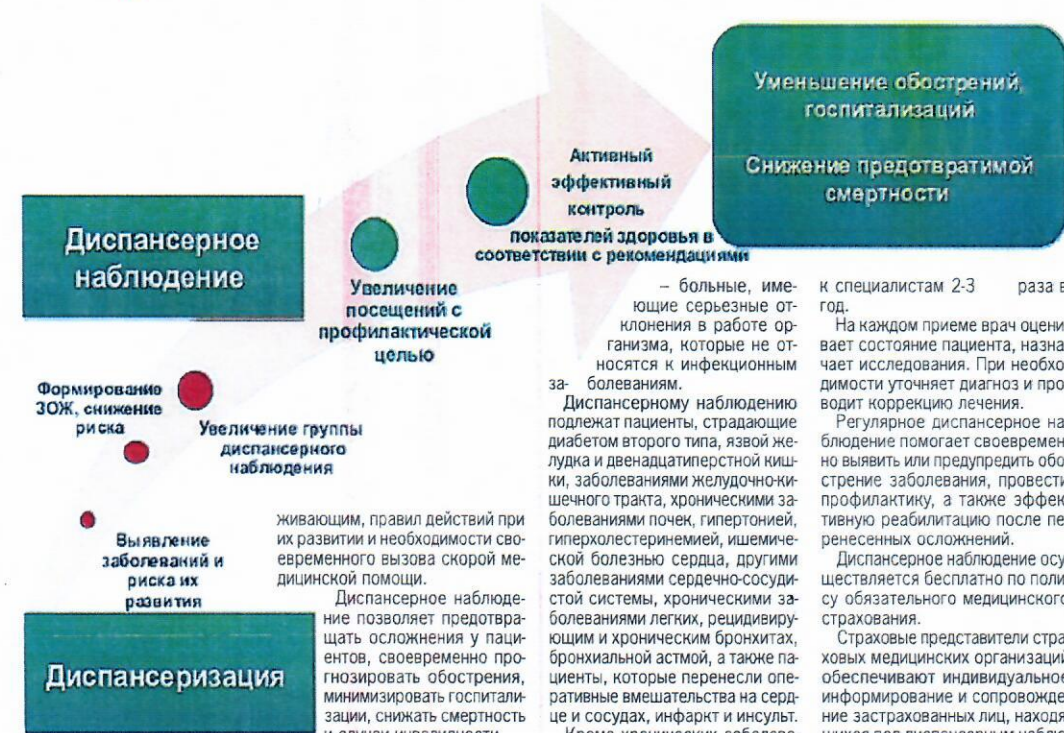 Уменьшение обострений,
госпитализаций
Снижение предотвратимой
смертности
Активный
эффективный
контроль
показателей здоровья в
соответствии с рекомендациями
Диспансерное
наблюдение
Увеличение
посещений с
профилактической
целью
Формирование
ЗОЖ, снижение
риска
Увеличение группы
диспансерного
наблюдения
Выявление
заболеваний и
риска их
развития
Диспансеризация
живающим, правил действий при
их развитии и необходимости сво-
евременного вызова скорой ме-
дицинской помощи.
Диспансерное наблюде-
ние позволяет предотвра-
щать осложнения у паци-
ентов, своевременно про-
гнозировать обострения,
минимизировать госпитали-
зации, снижать смертность
и случаи инвалидности
– больные, име-
ющие серьезные от-
клонения в работе ор-
ганизма, которые не от-
носятся к инфекционным
за- болеваниям.
Диспансерному наблюдению
подлежат пациенты, страдающие
диабетом второго типа, язвой же-
лудка и двенадцатиперстной киш-
ки, заболеваниями желудочно-ки-
шечного тракта, хроническими за-
болеваниями почек, гипертонией,
гиперхолестеринемией, ишемиче-
ской болезнью сердца, другими
заболеваниями сердечно-сосуди-
стой системы, хроническими за-
болеваниями легких, рецидивиру-
ющим и хроническим бронхитах,
бронхиальной астмой, а также па-
циенты, которые перенесли опе-
ративные вмешательства на серд-
це и сосудах, инфаркт и инсульт.
Кроме хронических заболева-
к специалистам 2-3 раза в
год.
На каждом приеме врач оцени
вает состояние пациента, назна
чает исследования. При необхо
димости уточняет диагноз и про
водит коррекцию лечения.
Регулярное диспансерное на
блюдение помогает своевремен
но выявить или предупредить обо
стрение заболевания, провести
профилактику, а также эффек
тивную реабилитацию после пе
ренесенных осложнений.
Диспансерное наблюдение осу
ществляется бесплатно по поли
су обязательного медицинского
страхования.
Страховые представители стра
ховых медицинских организаций
обеспечивают индивидуальное
информирование и сопровожде
ние застрахованных лиц, находя